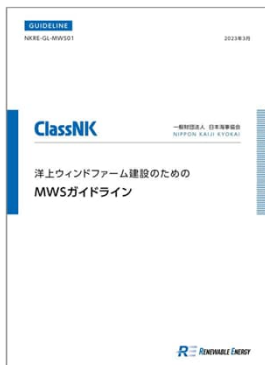 GUIDELINE
NKRE-GL-MWS01
2023年3月
ClassNK
一般財団法人 日本海事協会
NIPPON KAIJI KYOKAI
洋上ウィンドファーム建設のための
MWSガイドライン
RE RENEWABLE ENERGY